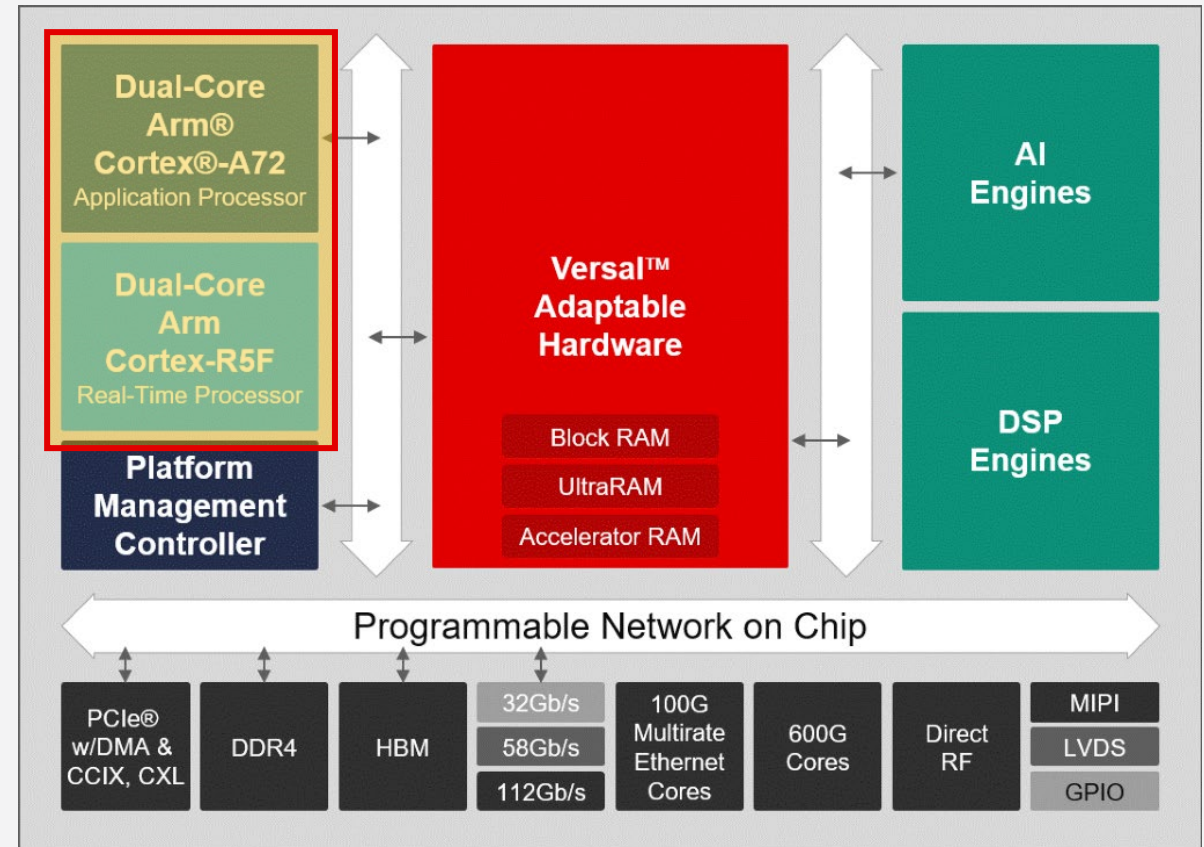 Dual-Core
Arm®
Cortex®-A72
Application Processor
Dual-Core
Arm
Cortex-R5F
Real-Time Processor
Platform
Management
Controller
Versal™
Adaptable
Hardware
Block RAM
UltraRAM
Accelerator RAM
AI
Engines
DSP
Engines
Programmable Network on Chip
PCIe®
w/DMA &
CCIX, CXL
DDR4
HBM
32Gb/s
58Gb/s
112Gb/s
100G
Multirate
Ethernet
Cores
600G
Cores
Direct
RF
MIPI
LVDS
GPIO